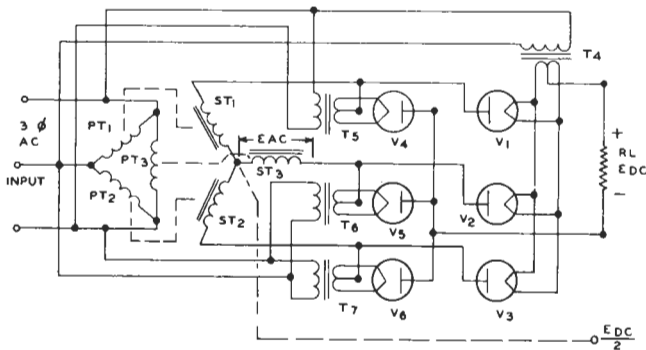 T4
3 Ø
AC
INPUT
PT1
PT3
PT2
ST1
EAC
ST3
ST2
T5
V4
V1
T6
V5
V2
T7
V6
V3
+
RL
EDC
–
EDC
2